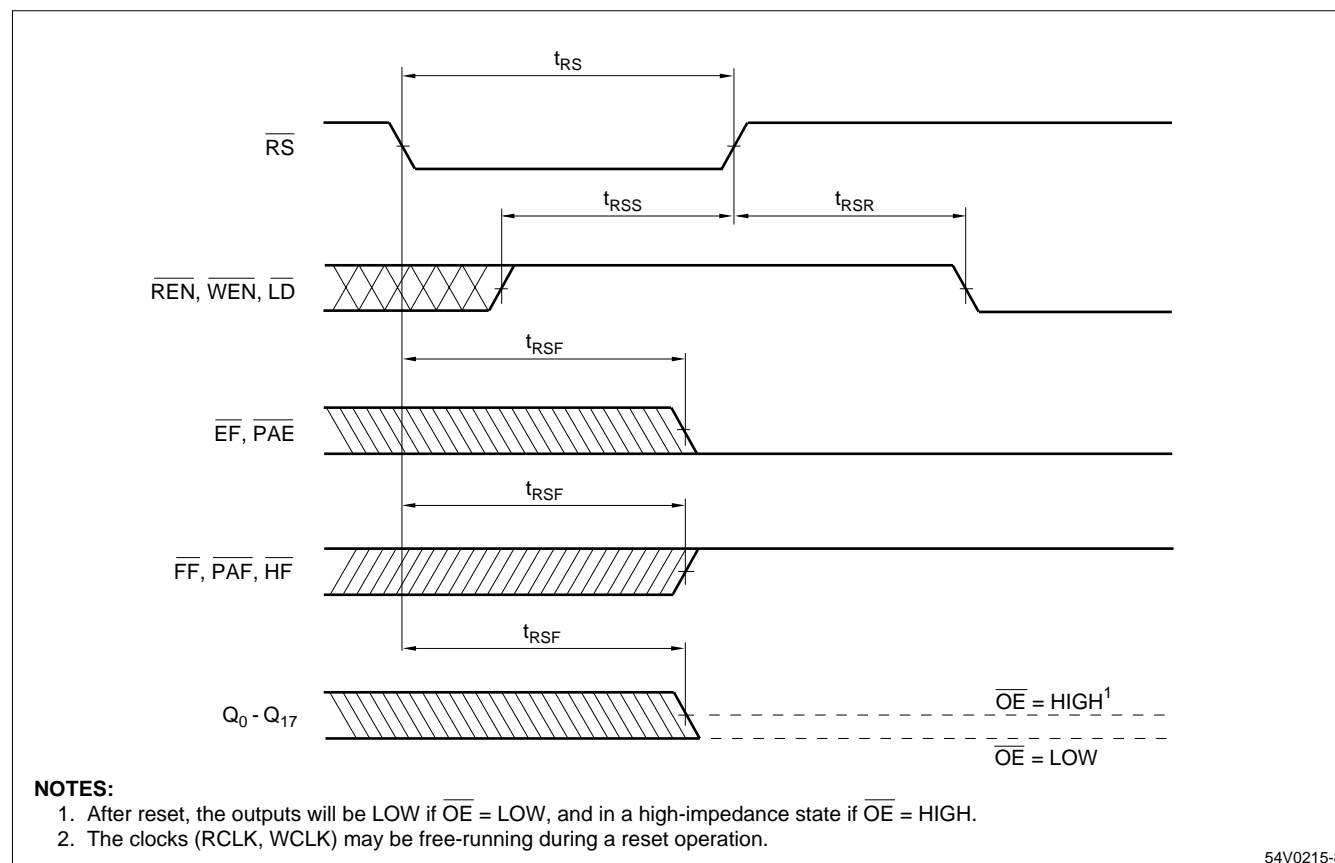 tRS
RS
tRSS
tRSR
REN, WEN, LD
tRSF
EF, PAE
tRSF
FF, PAF, HF
tRSF
Q0 - Q17
OE = HIGH1
OE = LOW
NOTES:
1. After reset, the outputs will be LOW if OE = LOW, and in a high-impedance state if OE = HIGH.
2. The clocks (RCLK, WCLK) may be free-running during a reset operation.